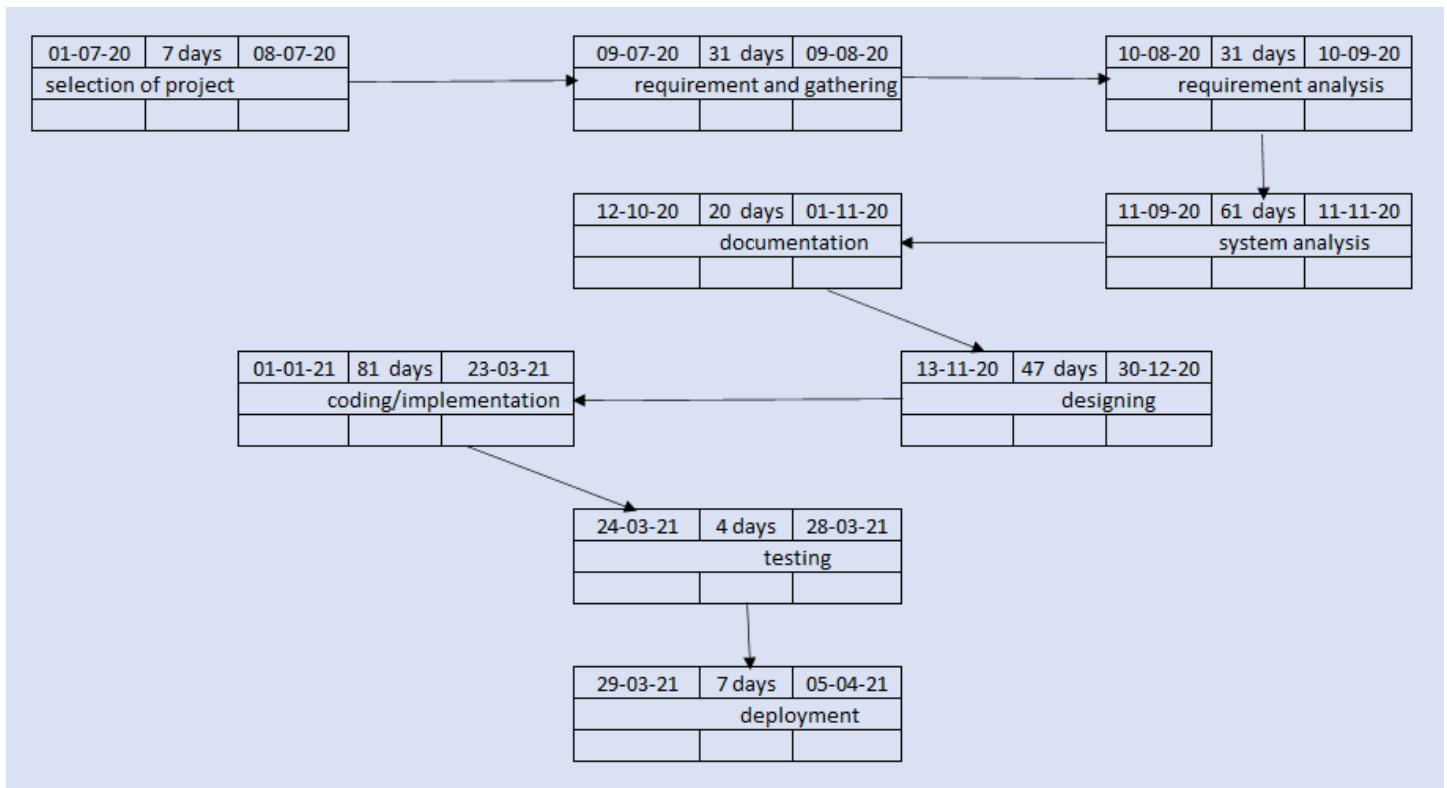 01-07-20 7 days 08-07-20
selection of project
09-07-20 31 days 09-08-20
requirement and gathering
10-08-20 31 days 10-09-20
requirement analysis
11-09-20 61 days 11-11-20
system analysis
12-10-20 20 days 01-11-20
documentation
13-11-20 47 days 30-12-20
designing
01-01-21 81 days 23-03-21
coding/implementation
24-03-21 4 days 28-03-21
testing
29-03-21 7 days 05-04-21
deployment